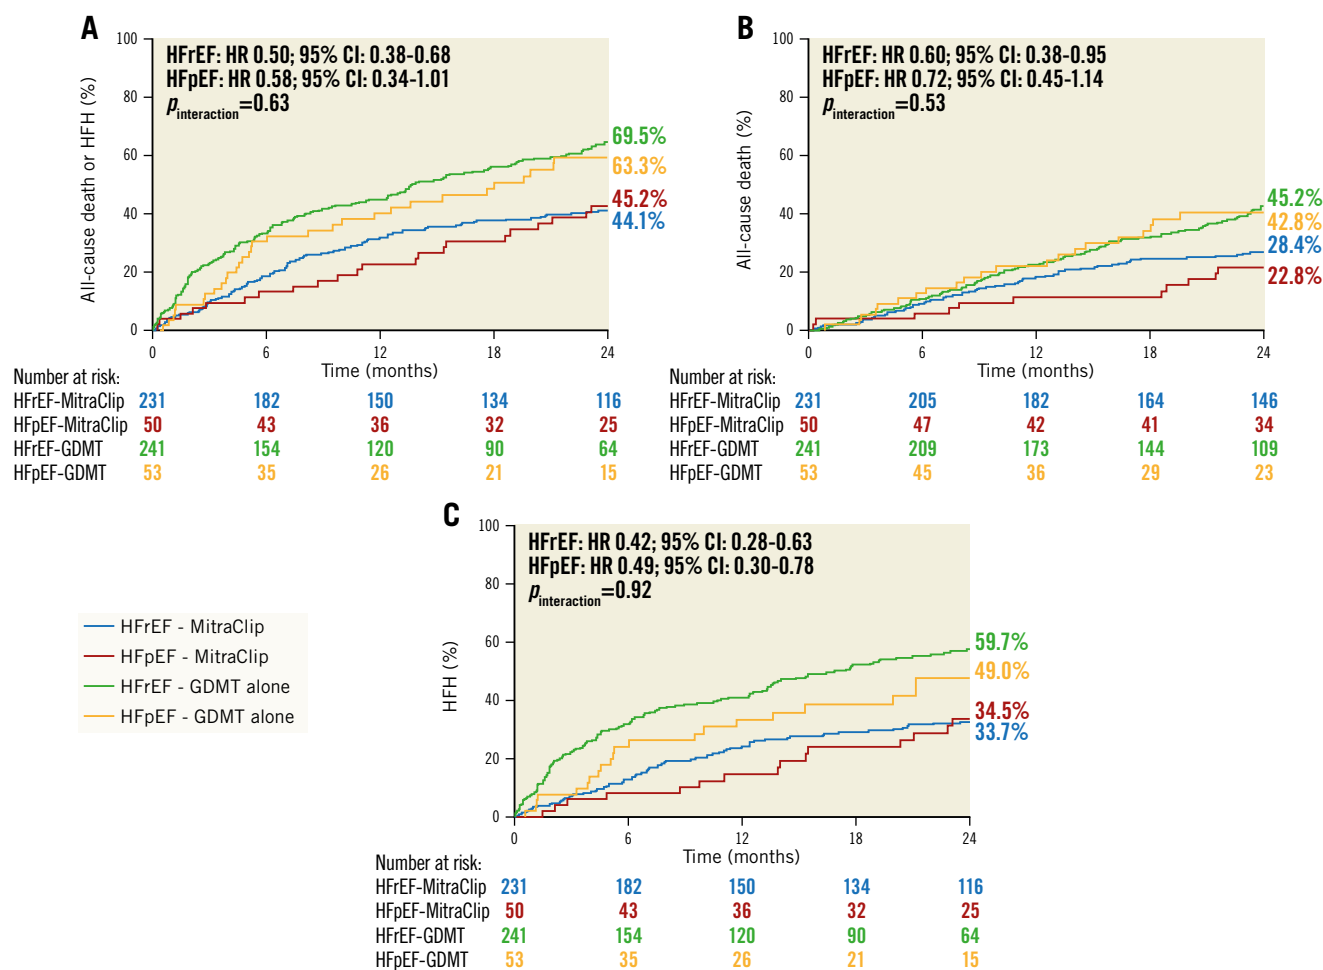 A
HFrEF: HR 0.50; 95% CI: 0.38-0.68
HFpEF: HR 0.58; 95% CI: 0.34-1.01
pinteraction=0.63
All-cause death or HFH (%)
100
80
60
40
20
0
69.5%
63.3%
45.2%
44.1%
0 6 12 18 24
Time (months)
Number at risk:
HFrEF-MitraClip 231 182 150 134 116
HFpEF-MitraClip 50 43 36 32 25
HFrEF-GDMT 241 154 120 90 64
HFpEF-GDMT 53 35 26 21 15
B
HFrEF: HR 0.60; 95% CI: 0.38-0.95
HFpEF: HR 0.72; 95% CI: 0.45-1.14
pinteraction=0.53
All-cause death (%)
100
80
60
40
20
0
45.2%
42.8%
28.4%
22.8%
0 6 12 18 24
Time (months)
Number at risk:
HFrEF-MitraClip 231 205 182 164 146
HFpEF-MitraClip 50 47 42 41 34
HFrEF-GDMT 241 209 173 144 109
HFpEF-GDMT 53 45 36 29 23
HFrEF - MitraClip
HFpEF - MitraClip
HFrEF - GDMT alone
HFpEF - GDMT alone
C
HFrEF: HR 0.42; 95% CI: 0.28-0.63
HFpEF: HR 0.49; 95% CI: 0.30-0.78
pinteraction=0.92
HFH (%)
100
80
60
40
20
0
59.7%
49.0%
34.5%
33.7%
0 6 12 18 24
Time (months)
Number at risk:
HFrEF-MitraClip 231 182 150 134 116
HFpEF-MitraClip 50 43 36 32 25
HFrEF-GDMT 241 154 120 90 64
HFpEF-GDMT 53 35 26 21 15